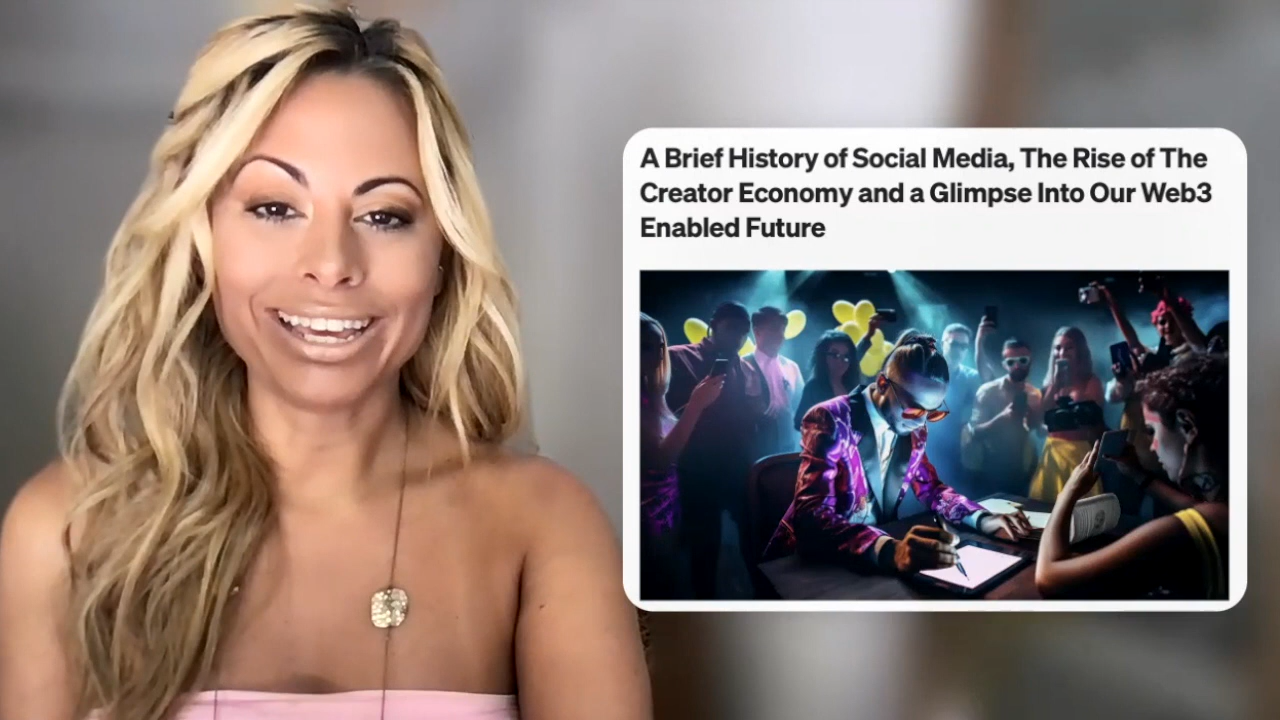 A Brief History of Social Media, The Rise of The
Creator Economy and a Glimpse Into Our Web3
Enabled Future